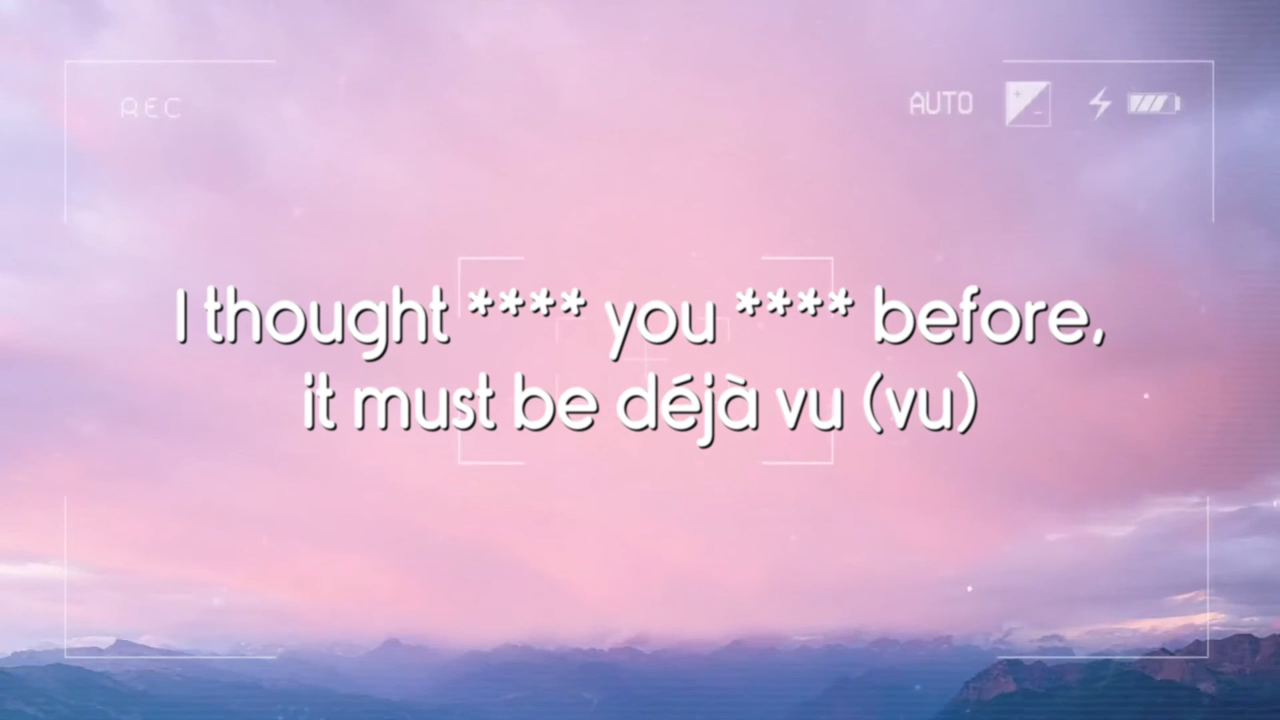 REC
AUTO
I thought **** you **** before,
it must be déjà vu (vu)